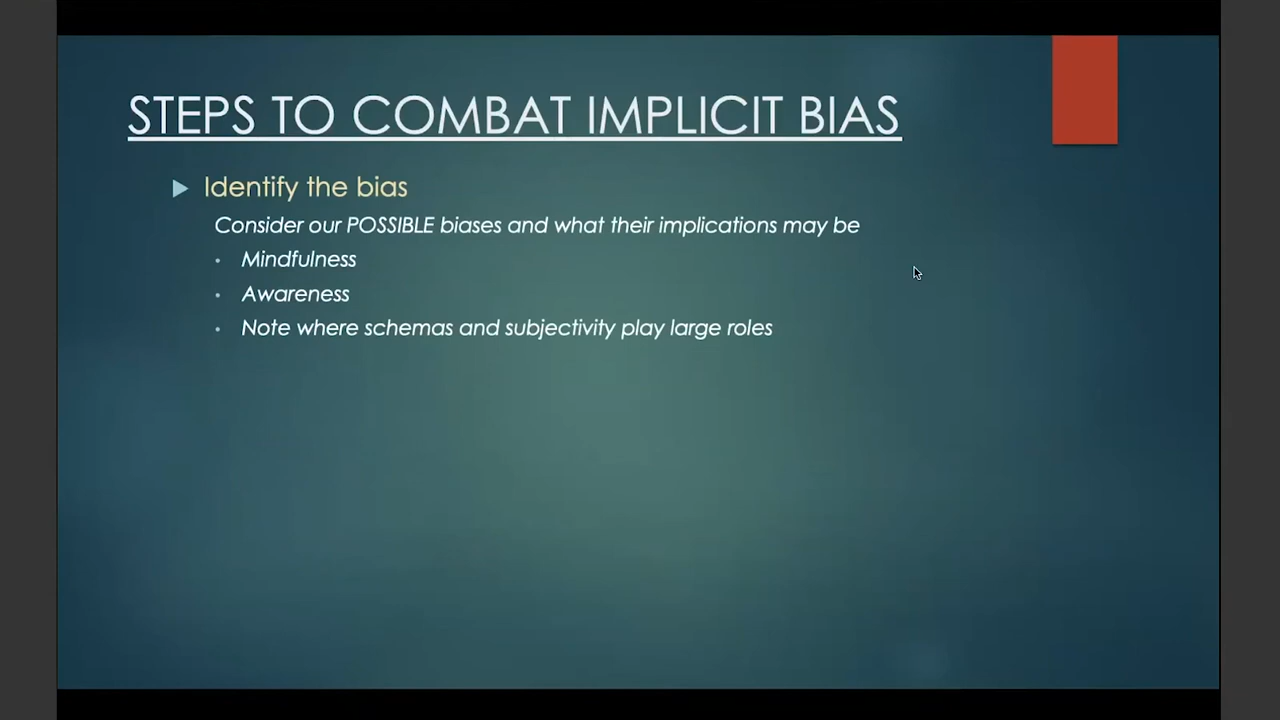 STEPS TO COMBAT IMPLICIT BIAS
Identify the bias
Consider our POSSIBLE biases and what their implications may be
Mindfulness
Awareness
Note where schemas and subjectivity play large roles